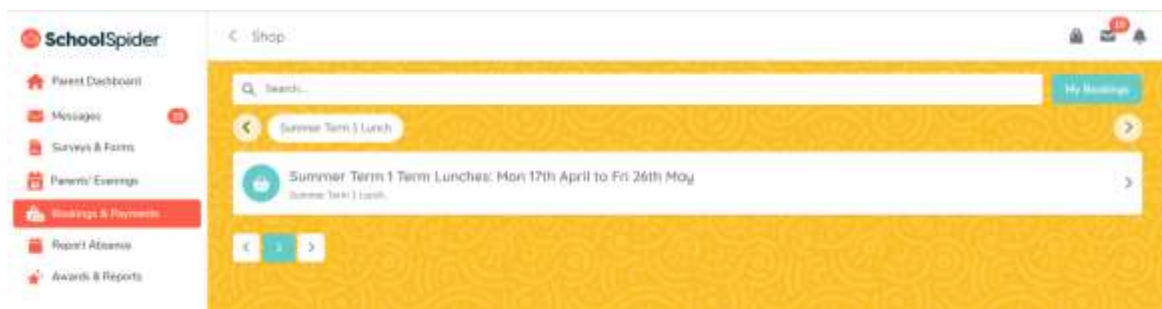 SchoolSpider
Parent Dashboard
Messages
Surveys & Forms
Parents' Evenings
Bookings & Payments
Report Absence
Awards & Reports
Shop
Search...
My Bookings
Summer Term 1 Lunch
Summer Term 1 Term Lunches: Mon 17th April to Fri 26th May
Summer Term 1 Lunch
1